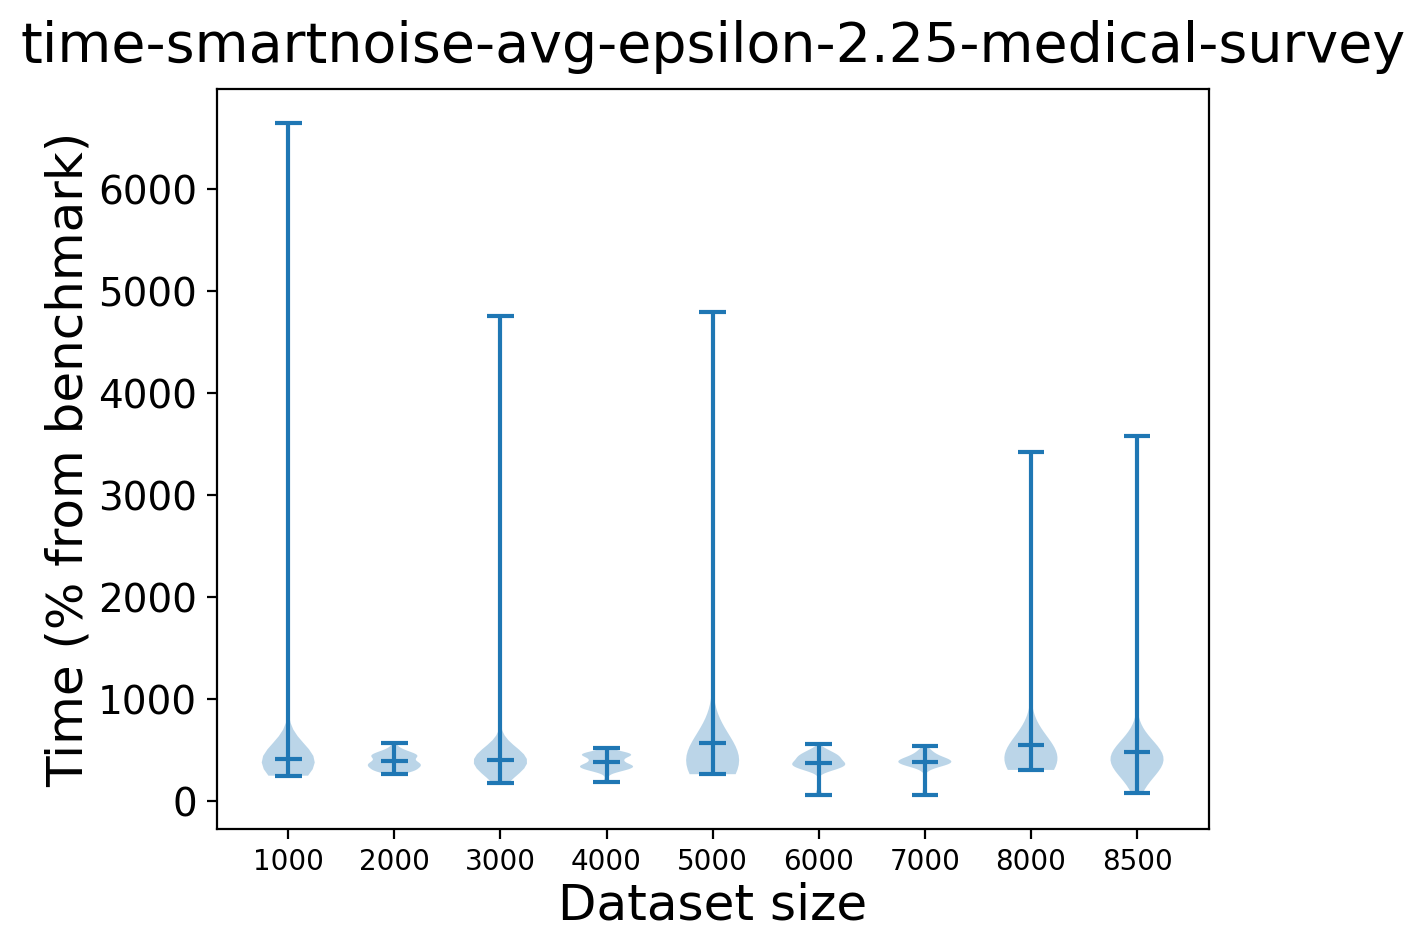 time-smartnoise-avg-epsilon-2.25-medical-survey
Time (% from benchmark)
6000
5000
4000
3000
2000
1000
0
1000 2000 3000 4000 5000 6000 7000 8000 8500
Dataset size